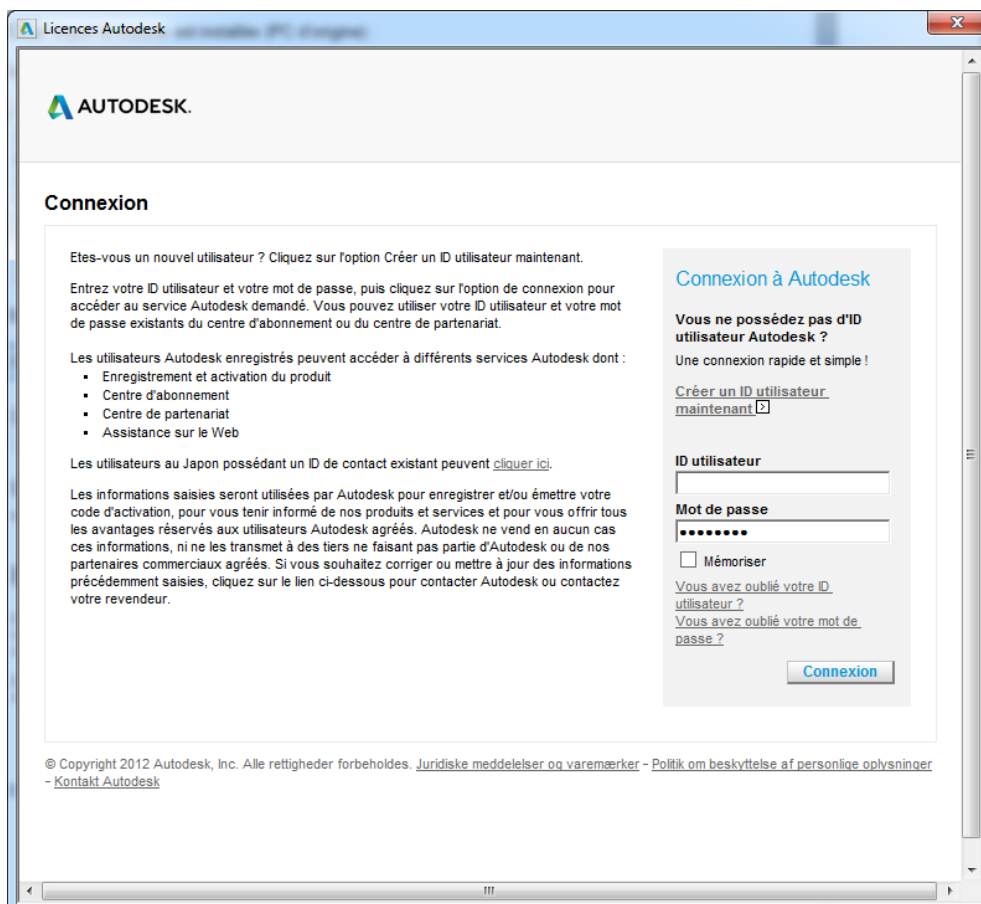 Licences Autodesk
AUTODESK.
Connexion
Etes-vous un nouvel utilisateur ? Cliquez sur l'option Créer un ID utilisateur maintenant.
Entrez votre ID utilisateur et votre mot de passe, puis cliquez sur l'option de connexion pour
accéder au service Autodesk demandé. Vous pouvez utiliser votre ID utilisateur et votre mot
de passe existants du centre d'abonnement ou du centre de partenariat.
Les utilisateurs Autodesk enregistrés peuvent accéder à différents services Autodesk dont :
▪ Enregistrement et activation du produit
▪ Centre d'abonnement
▪ Centre de partenariat
▪ Assistance sur le Web
Les utilisateurs au Japon possédant un ID de contact existant peuvent cliquer ici.
Les informations saisies seront utilisées par Autodesk pour enregistrer et/ou émettre votre
code d'activation, pour vous tenir informé de nos produits et services et pour vous offrir tous
les avantages réservés aux utilisateurs Autodesk agréés. Autodesk ne vend en aucun cas
ces informations, ni ne les transmet à des tiers ne faisant pas partie d'Autodesk ou de nos
partenaires commerciaux agréés. Si vous souhaitez corriger ou mettre à jour des informations
précédemment saisies, cliquez sur le lien ci-dessous pour contacter Autodesk ou contactez
votre revendeur.
Connexion à Autodesk
Vous ne possédez pas d'ID
utilisateur Autodesk ?
Une connexion rapide et simple !
Créer un ID utilisateur
maintenant
ID utilisateur
Mot de passe
••••••••
Mémoriser
Vous avez oublié votre ID
utilisateur ?
Vous avez oublié votre mot de
passe ?
Connexion
© Copyright 2012 Autodesk, Inc. Alle rettigheder forbeholdes. Juridiske meddelelser og varemærker - Politik om beskyttelse af personlige oplysninger
- Kontakt Autodesk